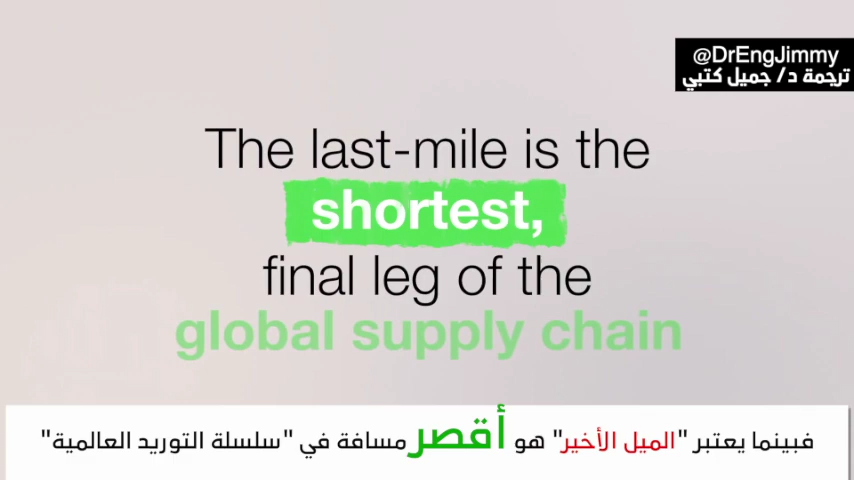 @DrEngJimmy
ترجمة د/ جميل كتبي
The last-mile is the
shortest,
final leg of the
global supply chain
فبينما يعتبر "الميل الأخير" هو أقصر مسافة في "سلسلة التوريد العالمية"